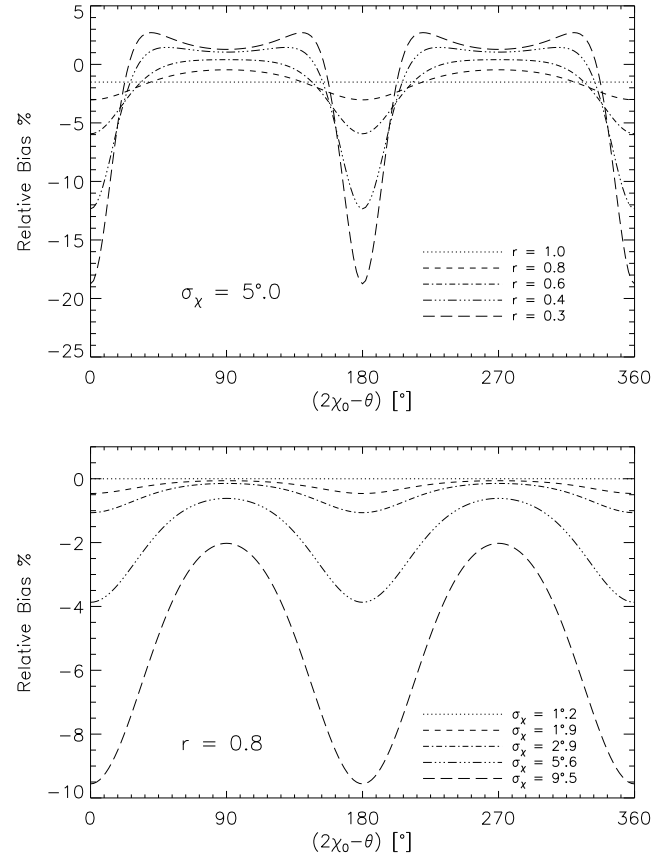 5
0
−5
−10
−15
−20
−25
Relative Bias %
σχ = 5°.0
r = 1.0
r = 0.8
r = 0.6
r = 0.4
r = 0.3
0 90 180 270 360
(2χ₀−θ) [°]
0
−2
−4
−6
−8
−10
Relative Bias %
r = 0.8
σχ = 1°.2
σχ = 1°.9
σχ = 2°.9
σχ = 5°.6
σχ = 9°.5
0 90 180 270 360
(2χ₀−θ) [°]